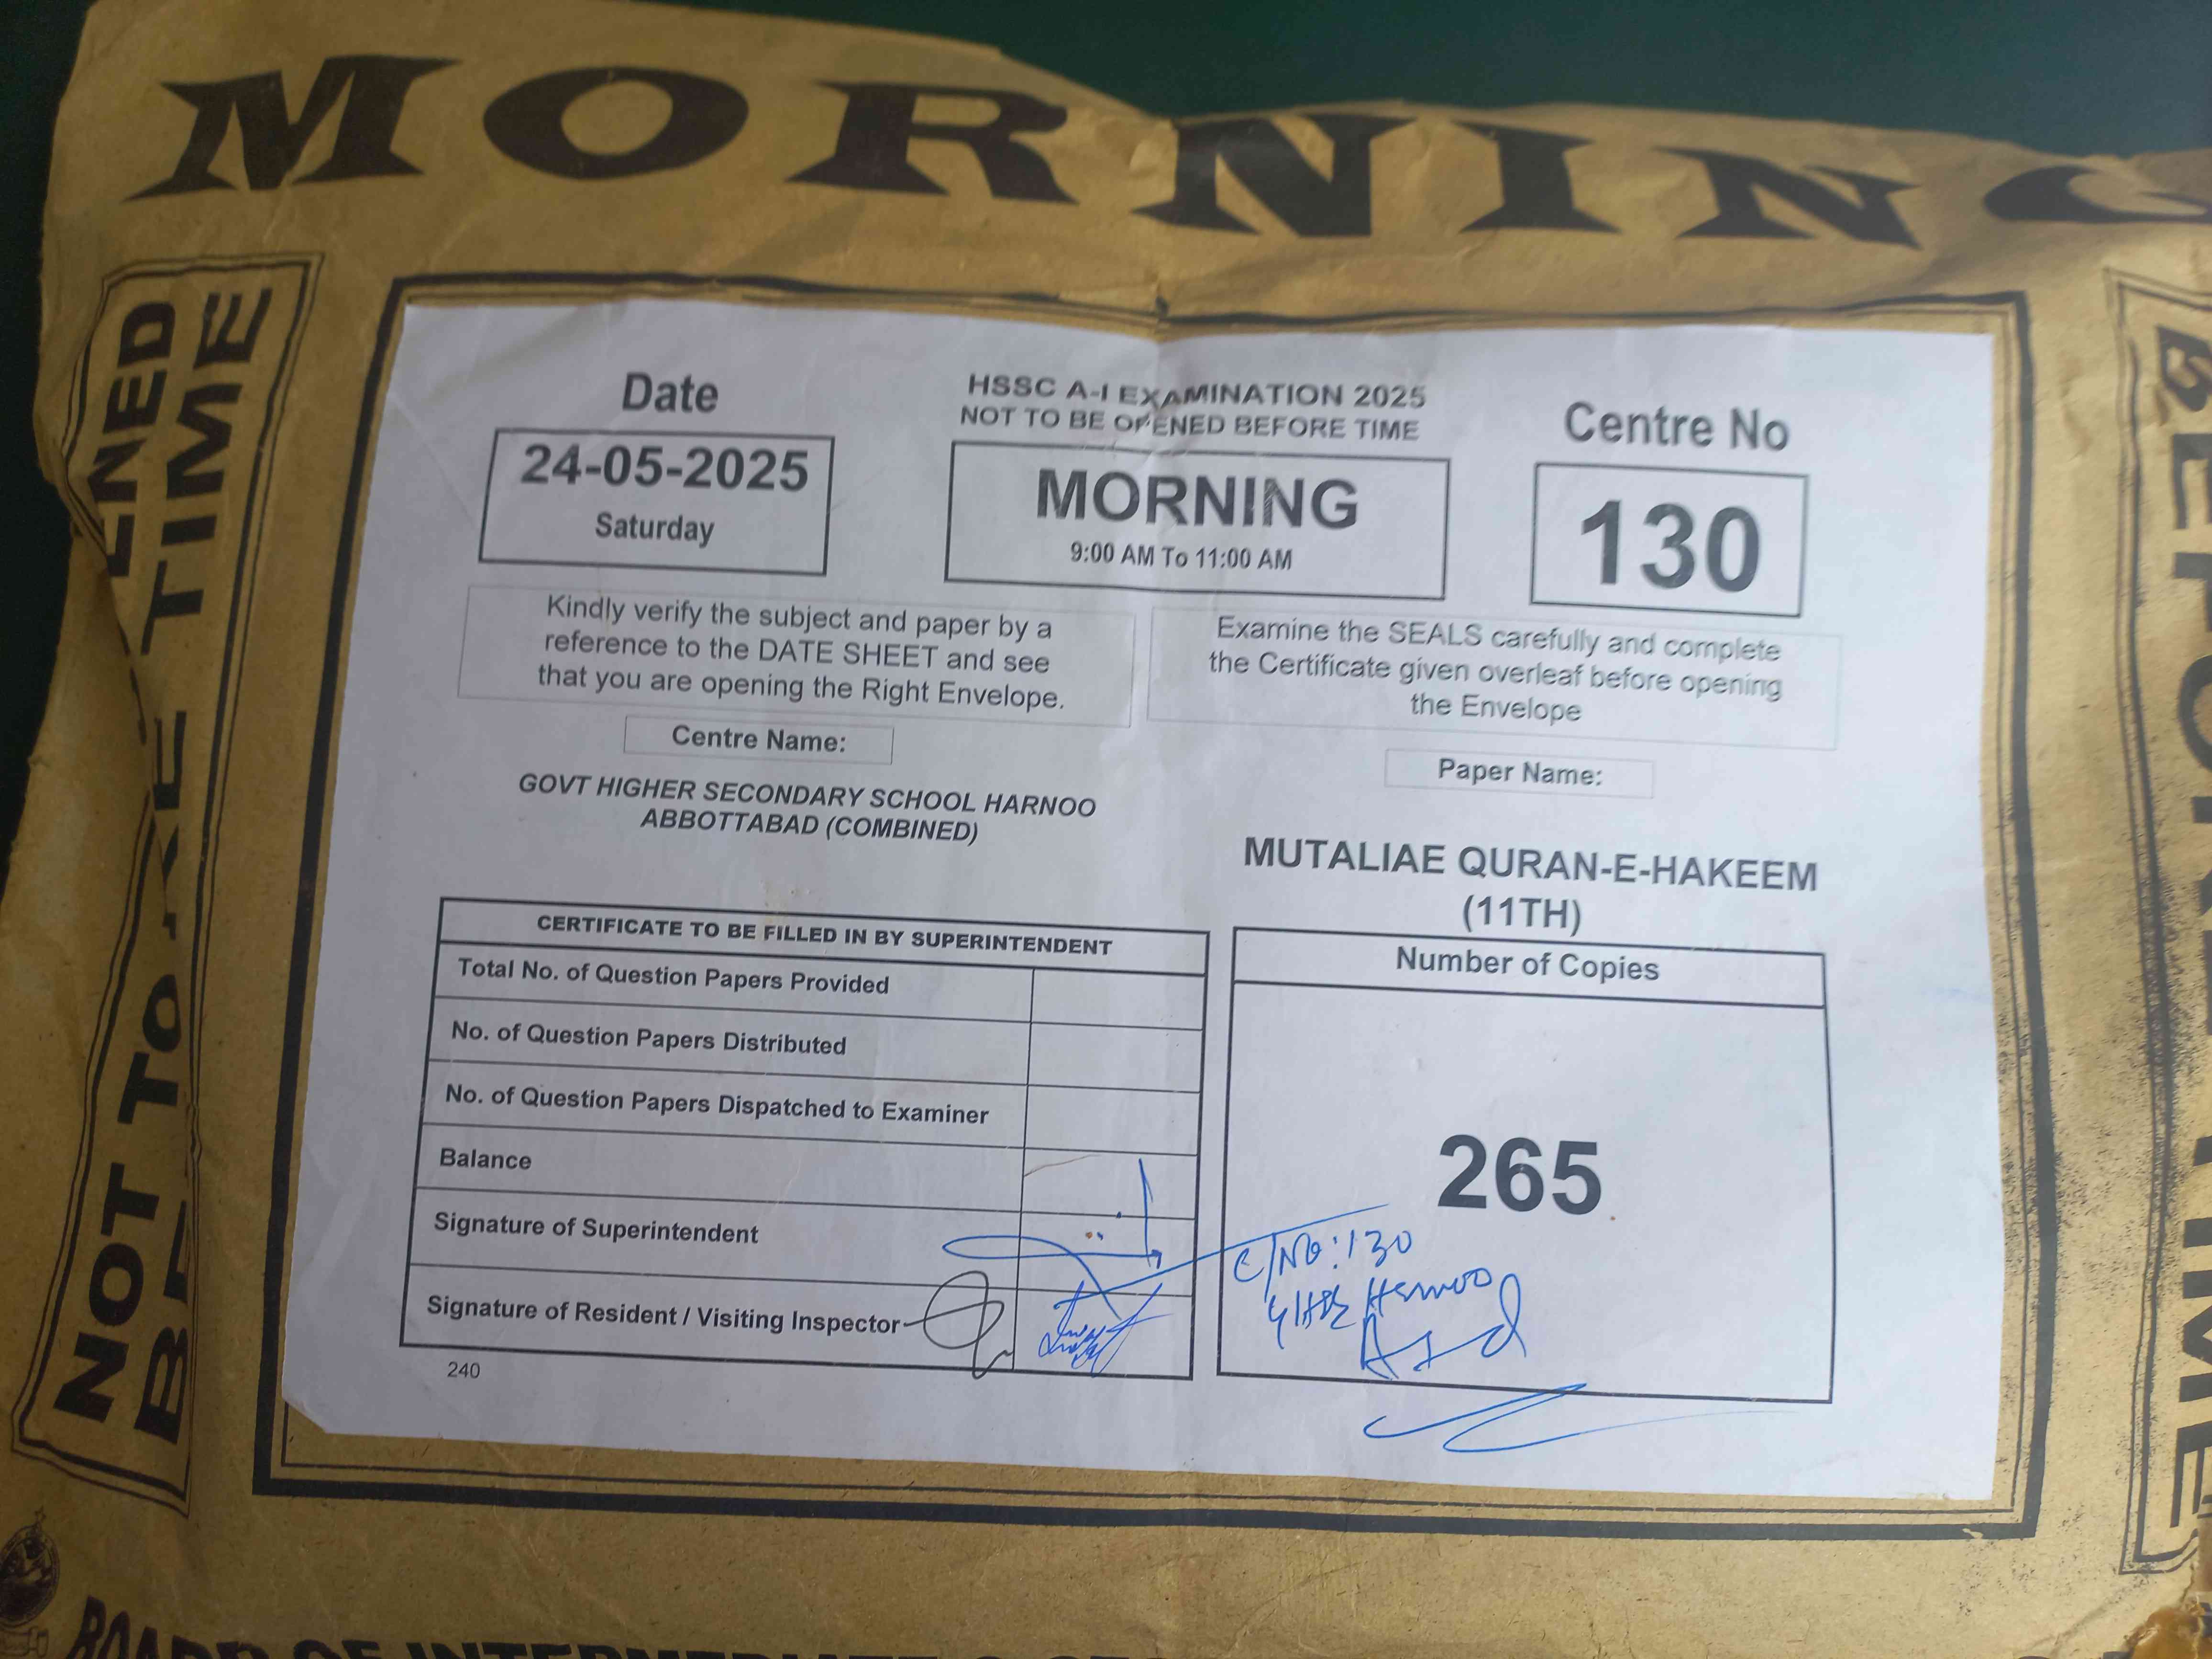 MORNING
NOT TO BE
BE TIME
Date
24-05-2025
Saturday
HSSC A-I EXAMINATION 2025
NOT TO BE OPENED BEFORE TIME
MORNING
9:00 AM To 11:00 AM
Centre No
130
Kindly verify the subject and paper by a
reference to the DATE SHEET and see
that you are opening the Right Envelope.
Examine the SEALS carefully and complete
the Certificate given overleaf before opening
the Envelope
Centre Name:
GOVT HIGHER SECONDARY SCHOOL HARNOO
ABBOTTABAD (COMBINED)
Paper Name:
MUTALIAE QURAN-E-HAKEEM
(11TH)
CERTIFICATE TO BE FILLED IN BY SUPERINTENDENT
Total No. of Question Papers Provided
No. of Question Papers Distributed
No. of Question Papers Dispatched to Examiner
Balance
Signature of Superintendent
Signature of Resident / Visiting Inspector
240
Number of Copies
265
C/No:130
Harnoo
Asd
BOARD OF INTERMEDIATE &